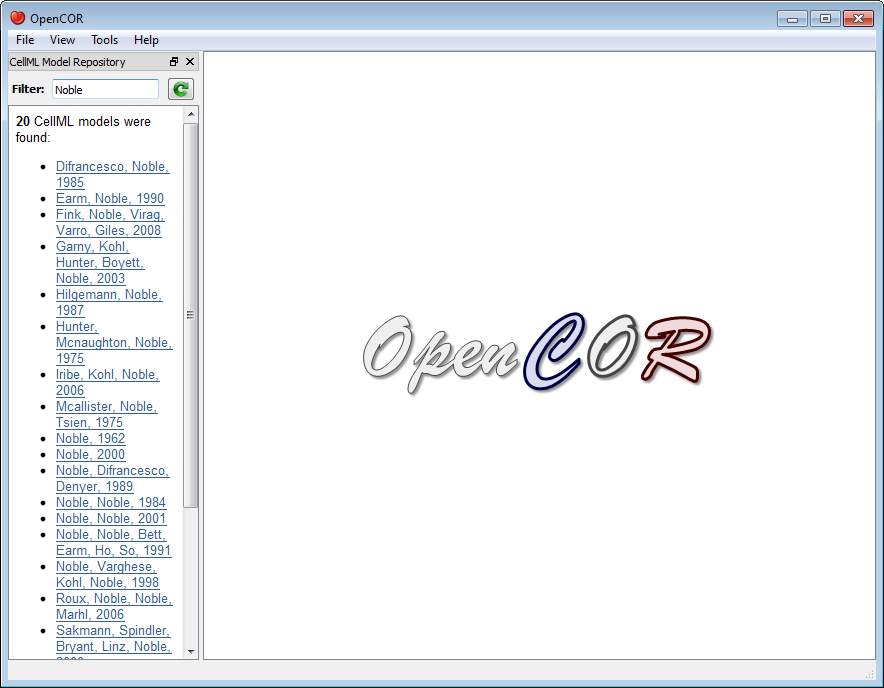 OpenCOR
File View Tools Help
CellML Model Repository
Filter: Noble
20 CellML models were
found:
Difrancesco, Noble,
1985
Earm, Noble, 1990
Fink, Noble, Virag,
Varro, Giles, 2008
Garny, Kohl,
Hunter, Boyett,
Noble, 2003
Hilgemann, Noble,
1987
Hunter,
Mcnaughton, Noble,
1975
Iribe, Kohl, Noble,
2006
Mcallister, Noble,
Tsien, 1975
Noble, 1962
Noble, 2000
Noble, Difrancesco,
Denyer, 1989
Noble, Noble, 1984
Noble, Noble, 2001
Noble, Noble, Bett,
Earm, Ho, So, 1991
Noble, Varghese,
Kohl, Noble, 1998
Roux, Noble, Noble,
Marhl, 2006
Sakmann, Spindler,
Bryant, Linz, Noble,
OpenCOR